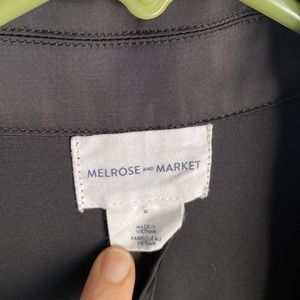 MELROSE AND MARKET
S
MADE IN
VIETNAM
FABRIQUÉ AU
VIETNAM